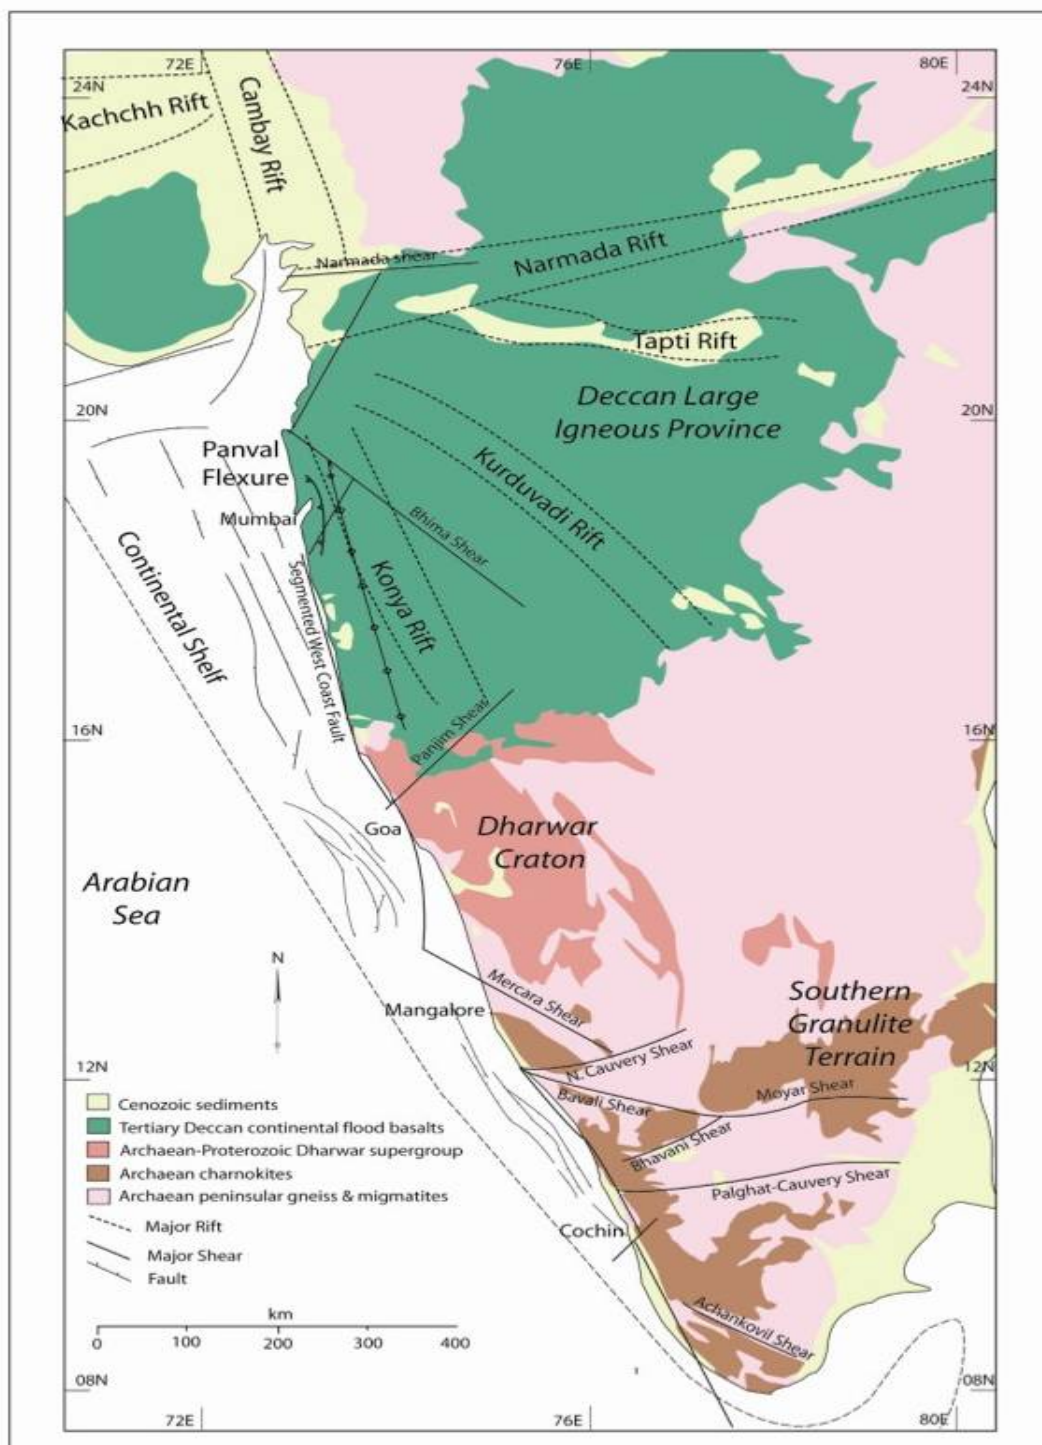 72E
76E
80E
24N
24N
Kachchh Rift
Cambay Rift
Narmada shear
Narmada Rift
Tapti Rift
Deccan Large
Igneous Province
20N
20N
Panval
Flexure
Mumbai
Kurduvadi Rift
Bhima Shear
Konya Rift
Continental Shelf
Segmented West Coast Fault
Panjim Shear
16N
16N
Goa
Dharwar
Craton
Arabian
Sea
N
Mercara Shear
Mangalore
Southern
Granulite
Terrain
12N
12N
N. Cauvery Shear
Bavali Shear
Moyar Shear
Bhavani Shear
Palghat-Cauvery Shear
Cochin
Achankovil Shear
Cenozoic sediments
Tertiary Deccan continental flood basalts
Archaean-Proterozoic Dharwar supergroup
Archaean charnokites
Archaean peninsular gneiss & migmatites
Major Rift
Major Shear
Fault
km
0 100 200 300 400
08N
08N
72E
76E
80E